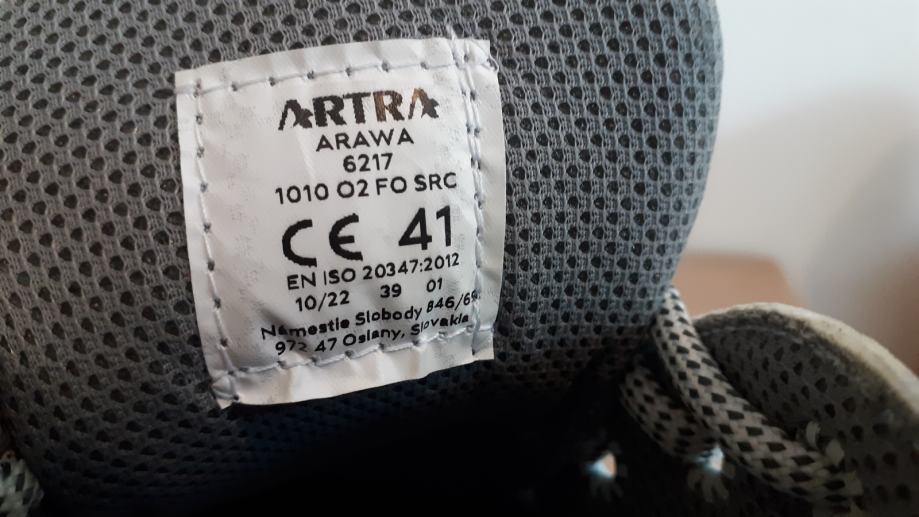 ARTRA
ARAWA
6217
1010 O2 FO SRC
CE 41
EN ISO 20347:2012
10/22 39 01
Námestie Slobody 846/69
972 47 Oslany, Slovakia